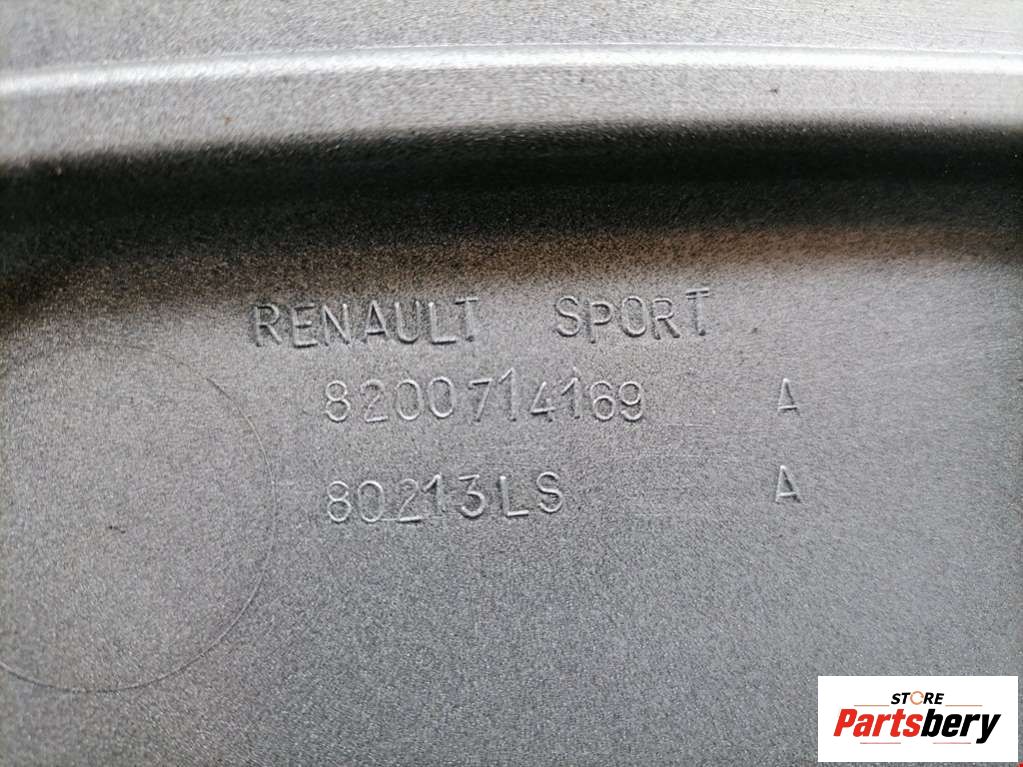 RENAULT SPORT
8200714169 A
80213LS A
STORE
Partsbery